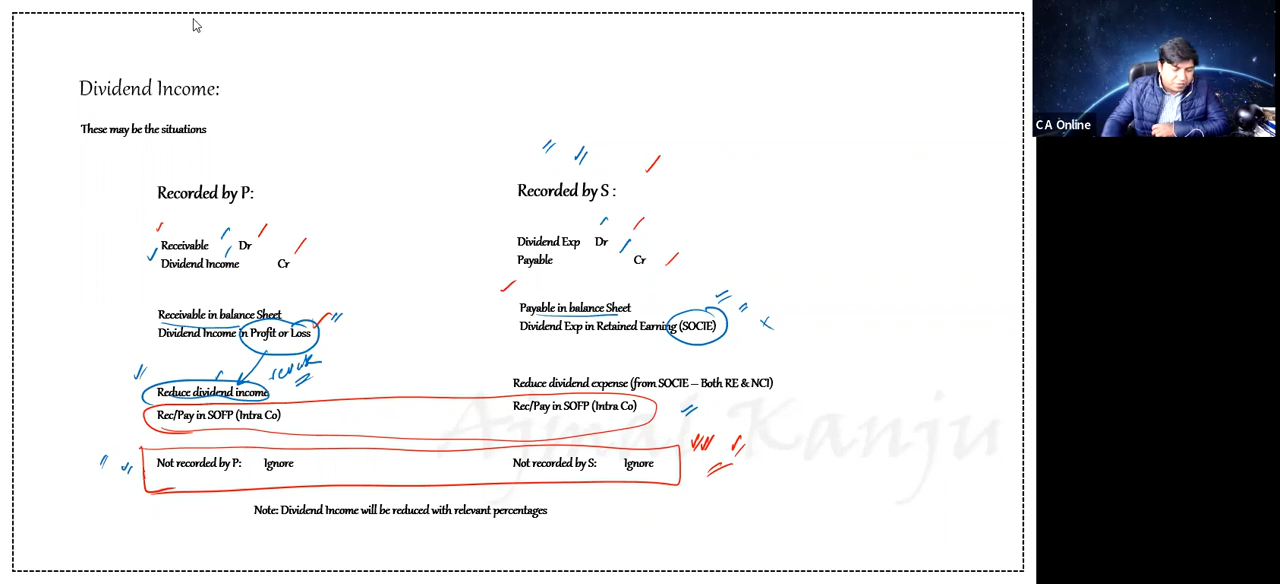 Dividend Income:
These may be the situations
Recorded by P:
Receivable Dr
Dividend Income Cr
Receivable in balance Sheet
Dividend Income in Profit or Loss
Reduce dividend income
Rec/Pay in SOFP (Intra Co)
Not recorded by P: Ignore
Recorded by S :
Dividend Exp Dr
Payable Cr
Payable in balance Sheet
Dividend Exp in Retained Earning (SOCIE)
Reduce dividend expense (from SOCIE – Both RE & NCI)
Rec/Pay in SOFP (Intra Co)
Not recorded by S: Ignore
Note: Dividend Income will be reduced with relevant percentages
Ajmal Kanju
C A Online